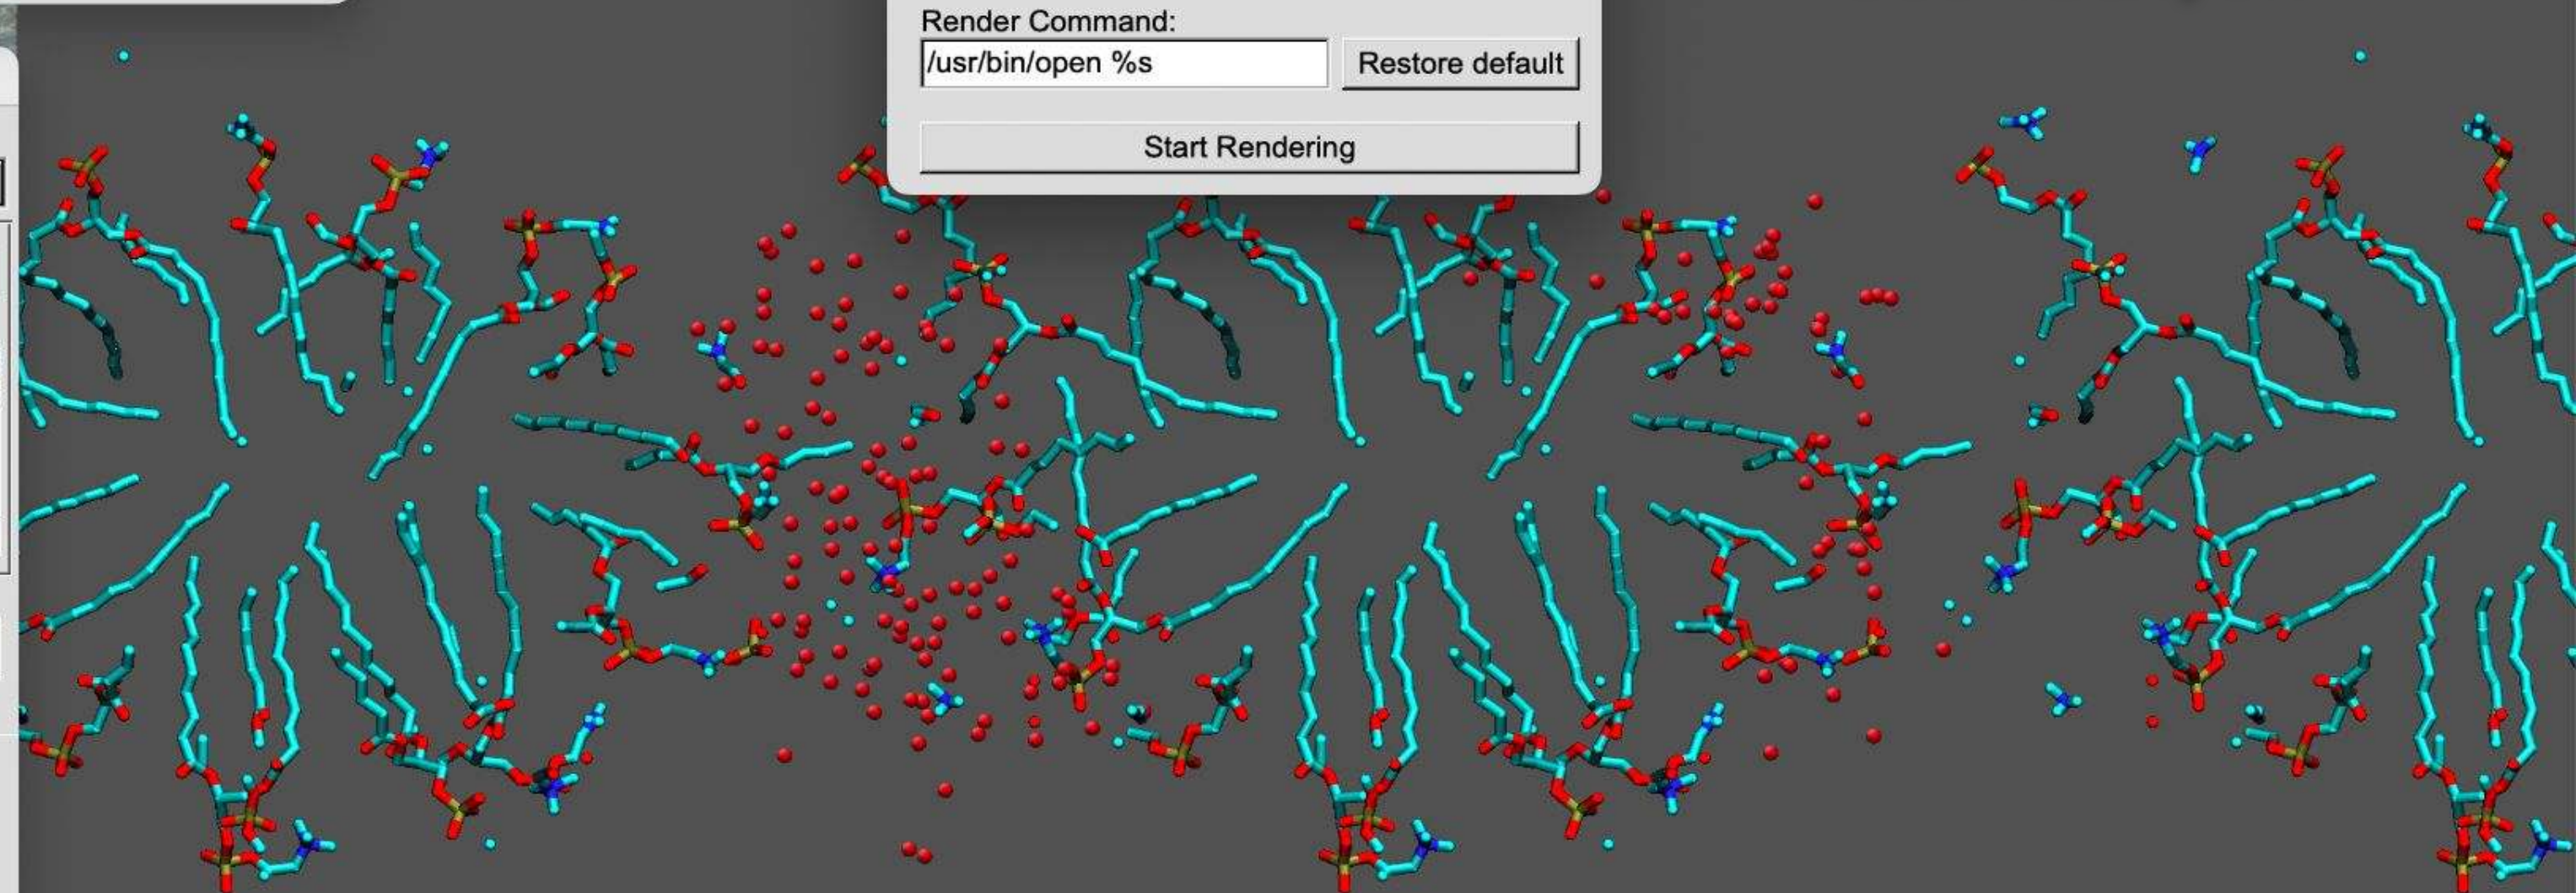 Render Command:
/usr/bin/open %s
Restore default
Start Rendering